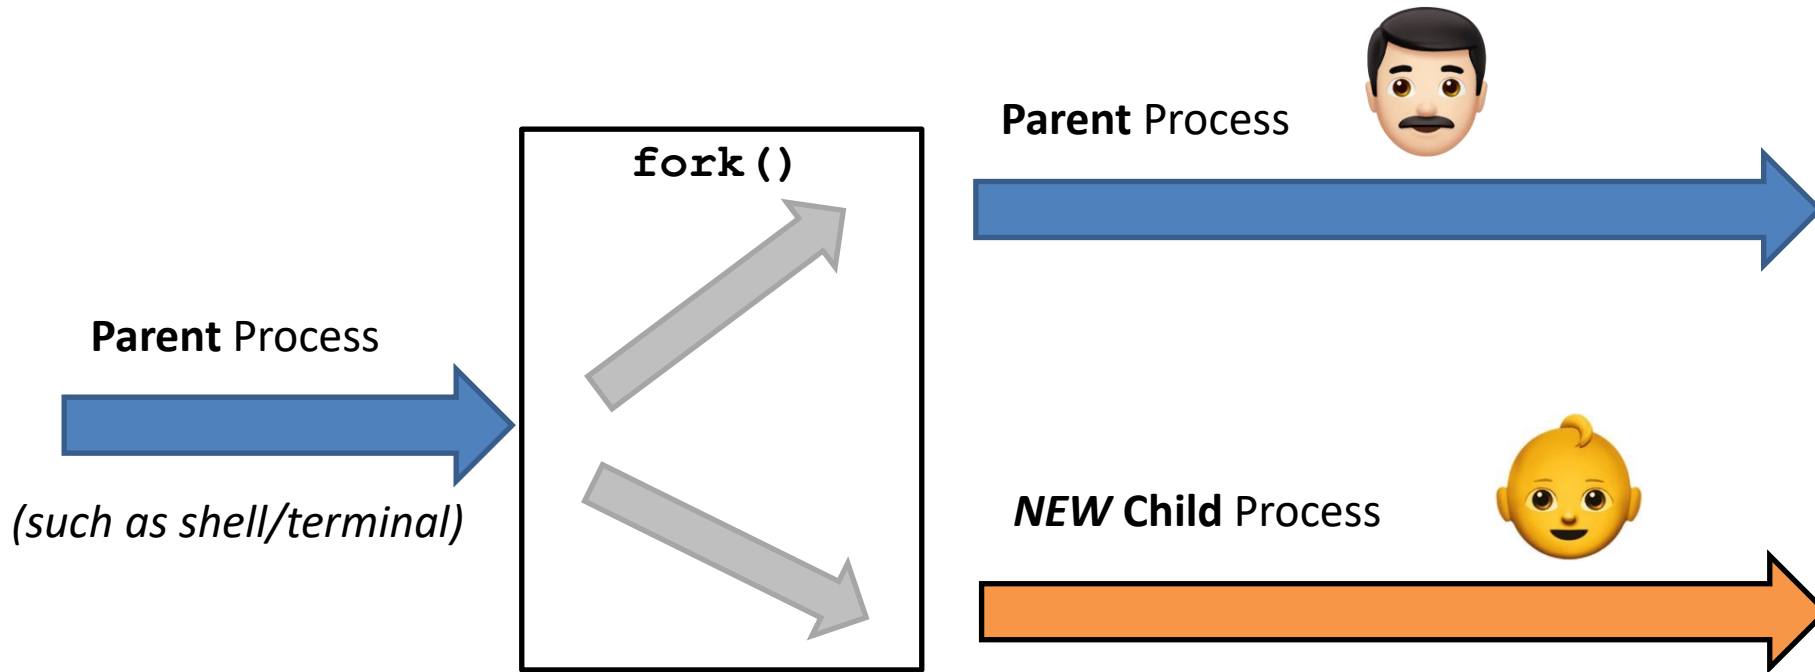 Parent Process
(such as shell/terminal)
fork()
Parent Process
NEW Child Process